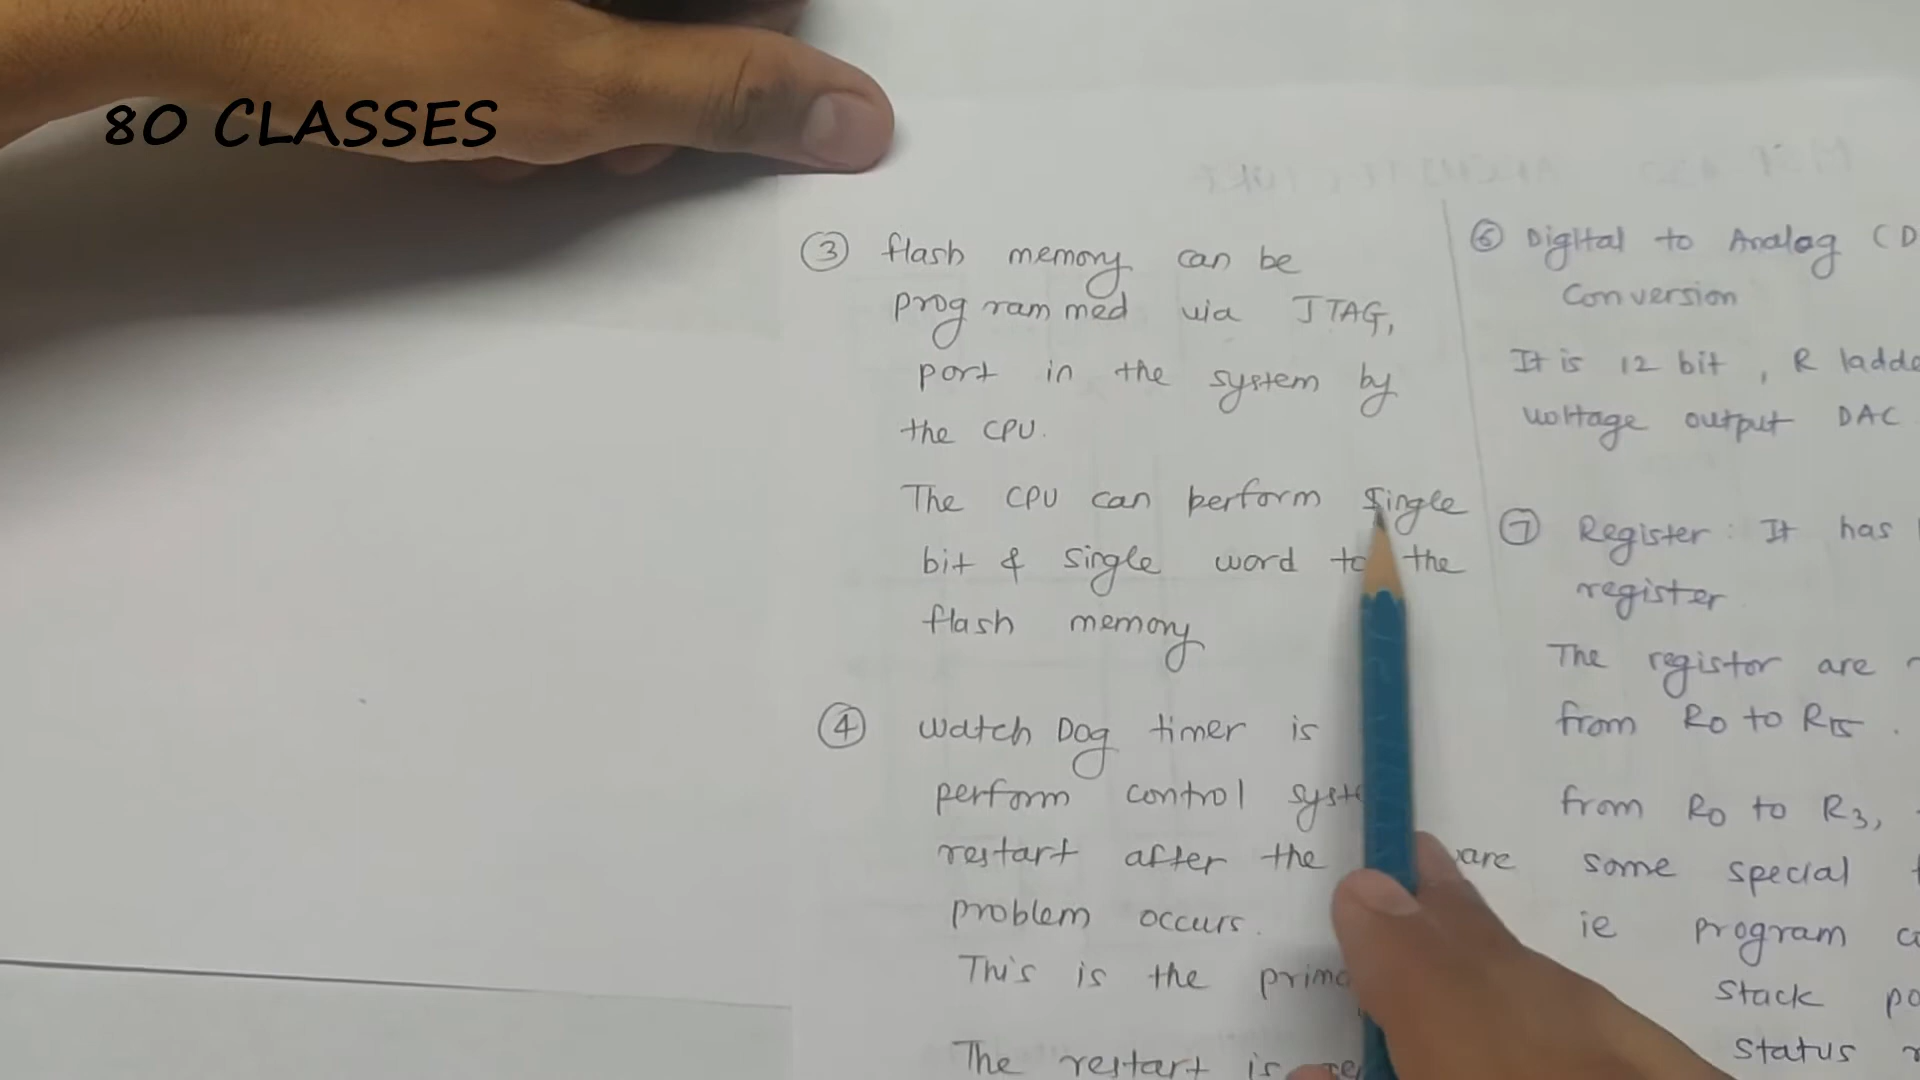 80 CLASSES
③ flash memory can be
programmed via JTAG,
port in the system by
the CPU.
The CPU can perform single
bit & single word to the
flash memory
④ watch Dog timer is
perform control
restart after the
problem occurs.
This is the
The restart is
⑥ Digital to Analog (D
Conversion
It is 12 bit, R
voltage output DAC
⑦ Register: It has
register
The registor are
from R0 to R15.
from R0 to R3,
some special
ie program
Stack
Status